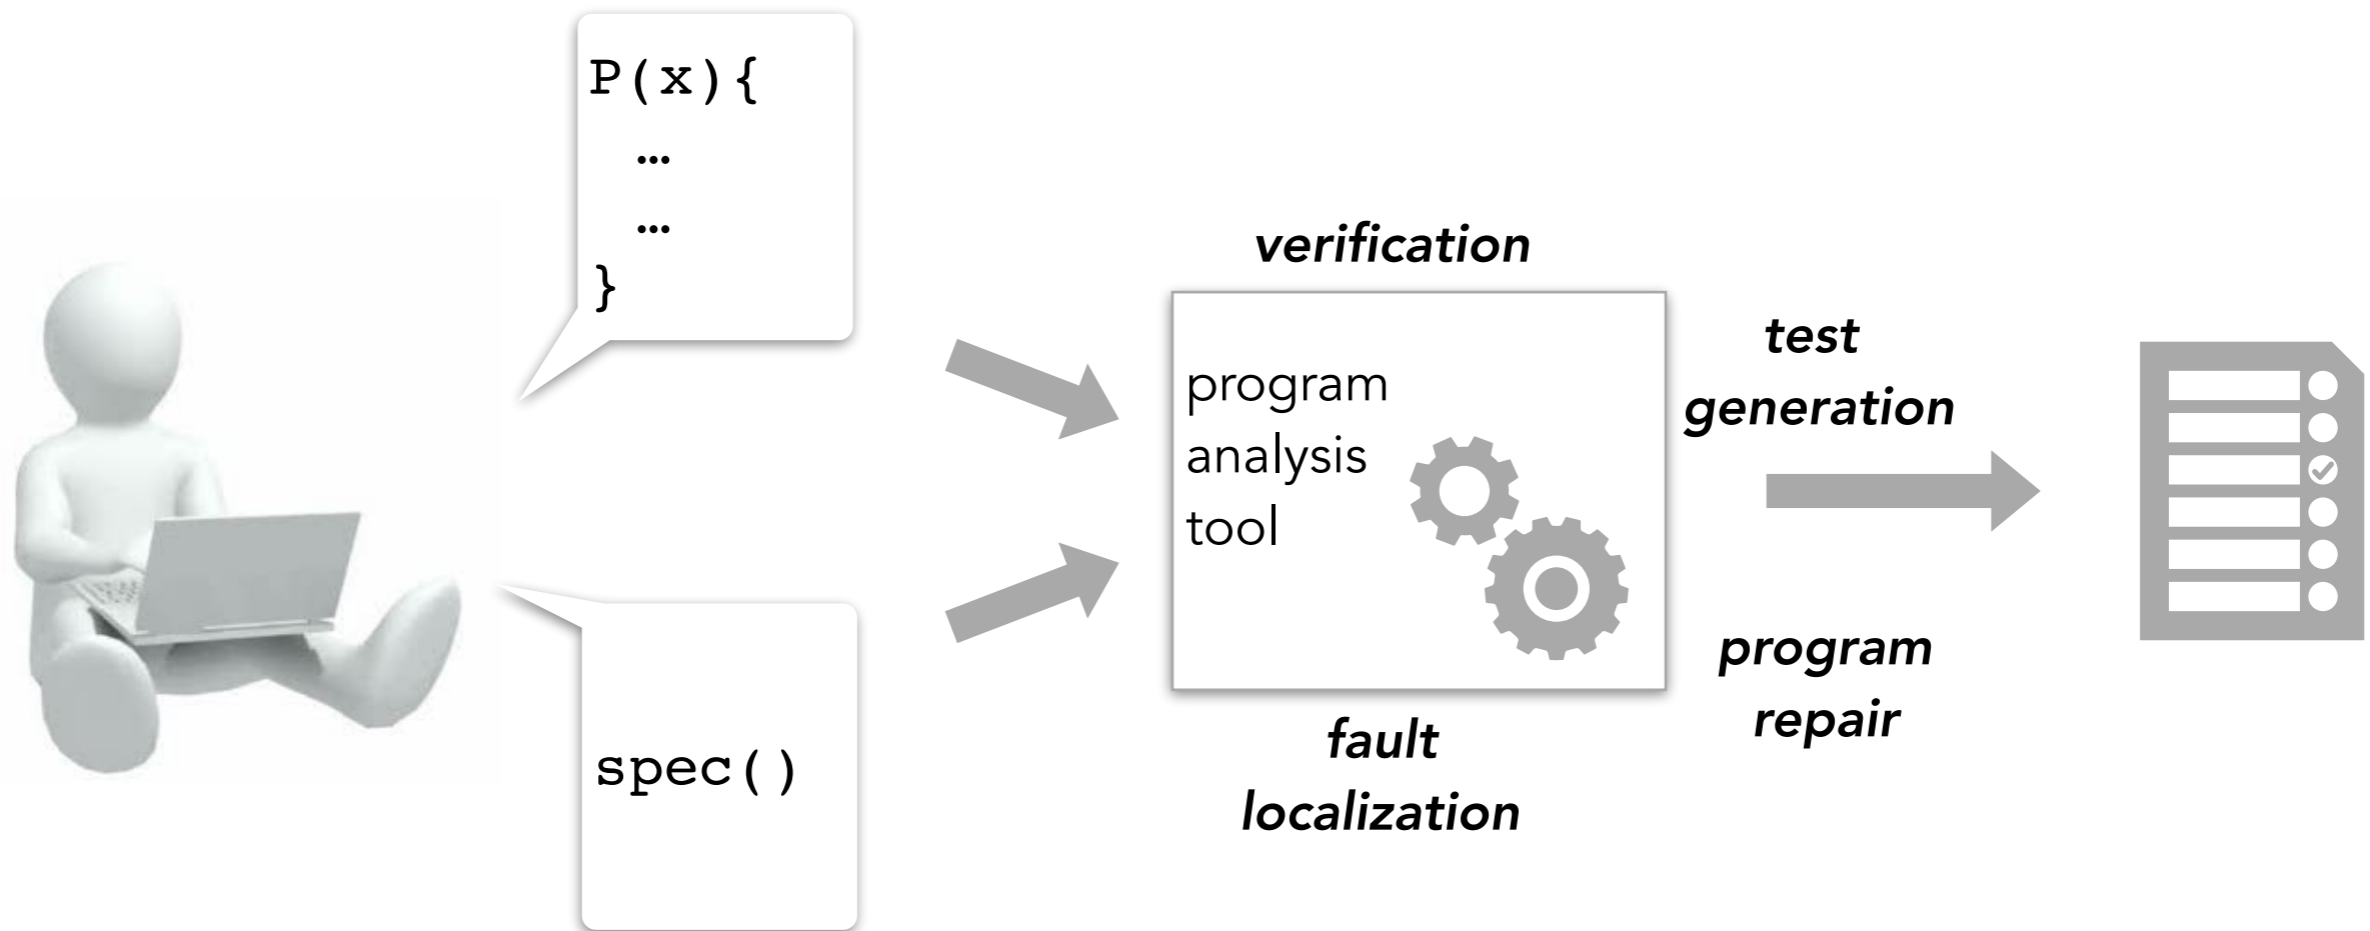 P(x){
…
…
}
spec()
verification
program
analysis
tool
fault
localization
test
generation
program
repair